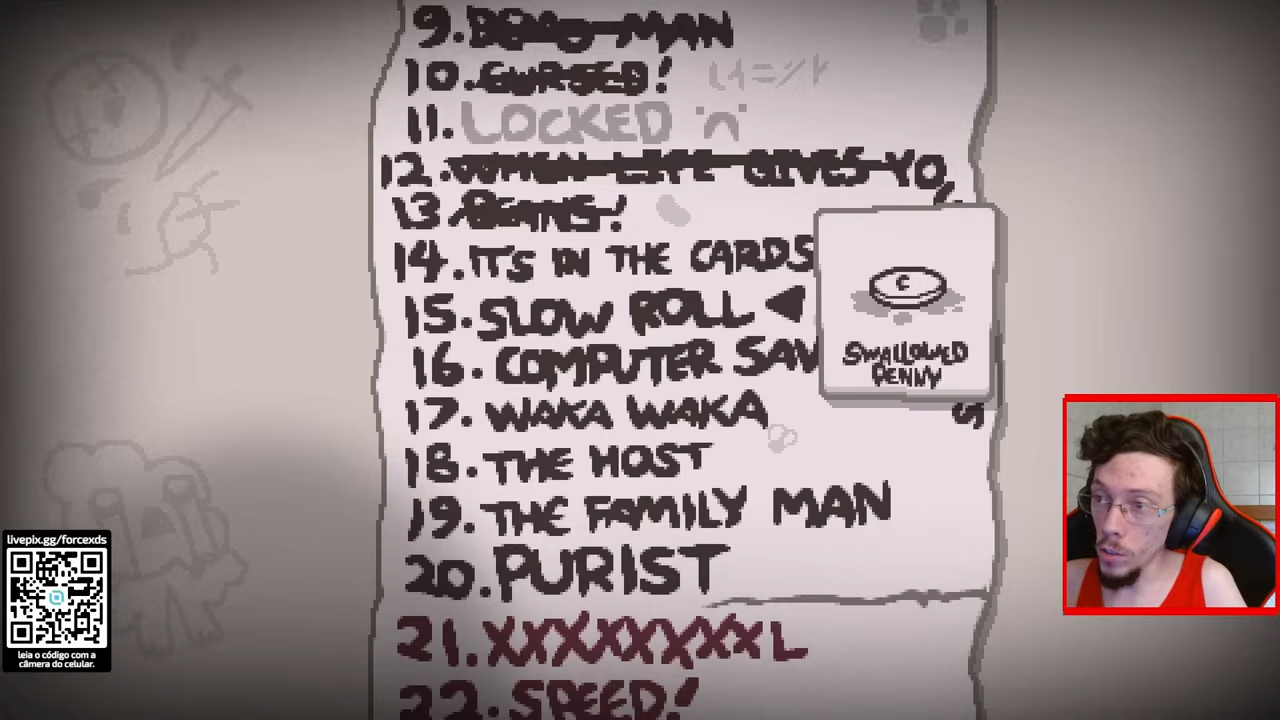 9. DEAD MAN
10. CURSED!
11. LOCKED
12. WHEN LIFE GIVES YO
13. BEANS!
14. IT'S IN THE CARDS
15. SLOW ROLL
16. COMPUTER SAV
17. WAKA WAKA
18. THE HOST
19. THE FAMILY MAN
20. PURIST
21. XXXXXXXXL
22. SPEED!
C
SWALLOWED
PENNY
S
livepix.gg/forcexds
leia o código com a
câmera do celular.